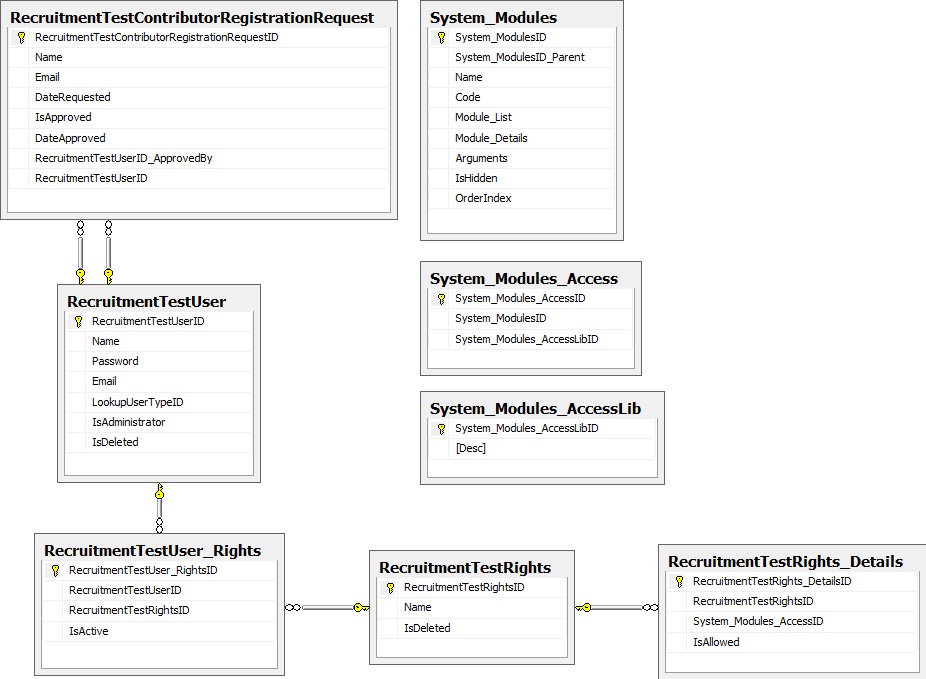 RecruitmentTestContributorRegistrationRequest
RecruitmentTestContributorRegistrationRequestID
Name
Email
DateRequested
IsApproved
DateApproved
RecruitmentTestUserID_ApprovedBy
RecruitmentTestUserID
System_Modules
System_ModulesID
System_ModulesID_Parent
Name
Code
Module_List
Module_Details
Arguments
IsHidden
OrderIndex
System_Modules_Access
System_Modules_AccessID
System_ModulesID
System_Modules_AccessLibID
RecruitmentTestUser
RecruitmentTestUserID
Name
Password
Email
LookupUserTypeID
IsAdministrator
IsDeleted
System_Modules_AccessLib
System_Modules_AccessLibID
[Desc]
RecruitmentTestUser_Rights
RecruitmentTestUser_RightsID
RecruitmentTestUserID
RecruitmentTestRightsID
IsActive
RecruitmentTestRights
RecruitmentTestRightsID
Name
IsDeleted
RecruitmentTestRights_Details
RecruitmentTestRights_DetailsID
RecruitmentTestRightsID
System_Modules_AccessID
IsAllowed